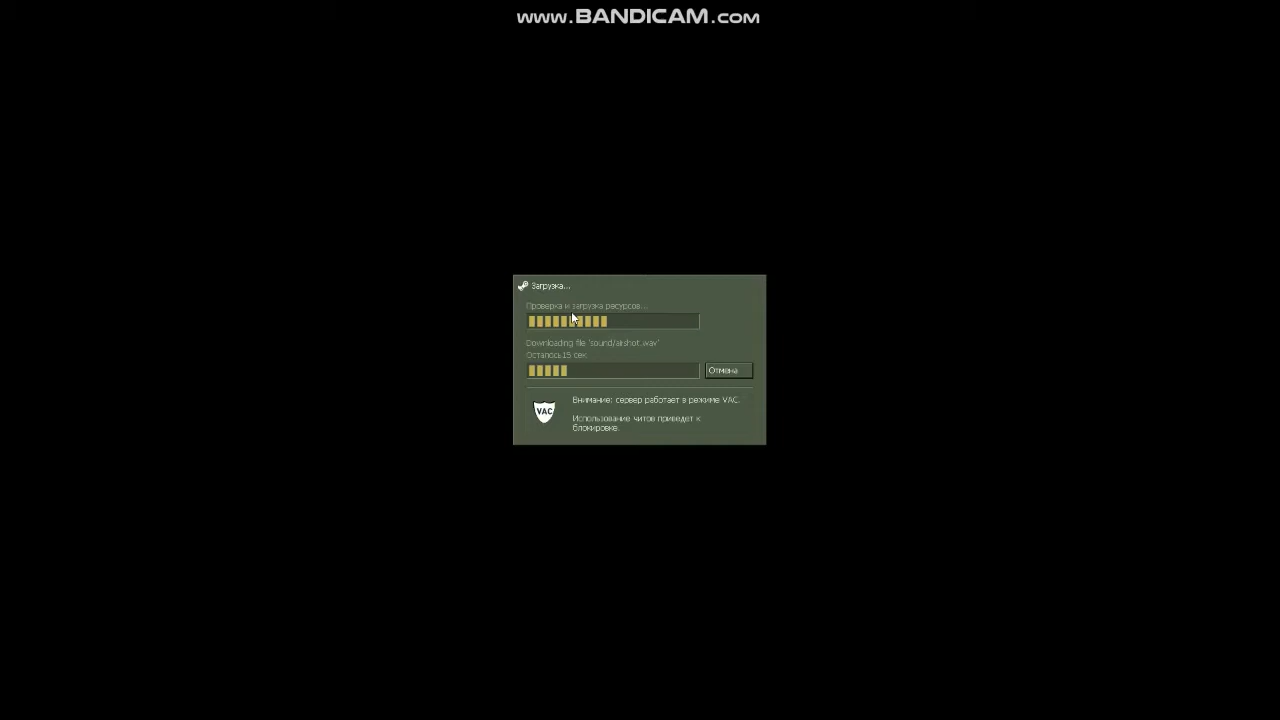 www.BANDICAM.com
Загрузка...
Проверка и загрузка ресурсов...
Downloading file 'sound/airshot.wav'
Осталось15 сек
Отмена
Внимание: сервер работает в режиме VAC.
VAC
Использование читов приведет к
блокировке.